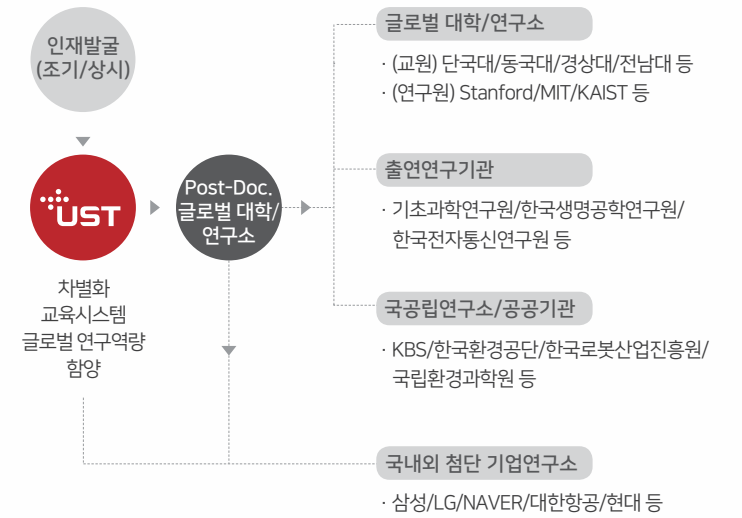 인재발굴
(조기/상시)
UST
차별화
교육시스템
글로벌 연구역량
함양
Post-Doc.
글로벌 대학/
연구소
글로벌 대학/연구소
· (교원) 단국대/동국대/경상대/전남대 등
· (연구원) Stanford/MIT/KAIST 등
출연연구기관
· 기초과학연구원/한국생명공학연구원/
한국전자통신연구원 등
국공립연구소/공공기관
· KBS/한국환경공단/한국로봇산업진흥원/
국립환경과학원 등
국내외 첨단 기업연구소
· 삼성/LG/NAVER/대한항공/현대 등